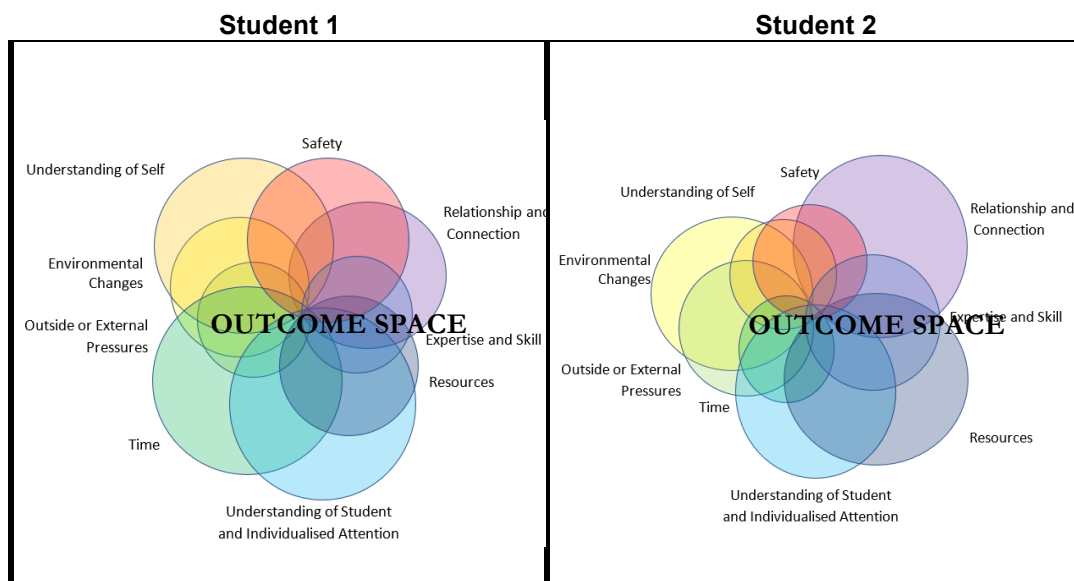 Student 1
Safety
Understanding of Self
Relationship and
Connection
Environmental
Changes
OUTCOME SPACE
Outside or External
Pressures
Expertise and Skill
Resources
Time
Understanding of Student
and Individualised Attention
Student 2
Safety
Understanding of Self
Relationship and
Connection
Environmental
Changes
OUTCOME SPACE
Expertise and Skill
Outside or External
Pressures
Time
Resources
Understanding of Student
and Individualised Attention